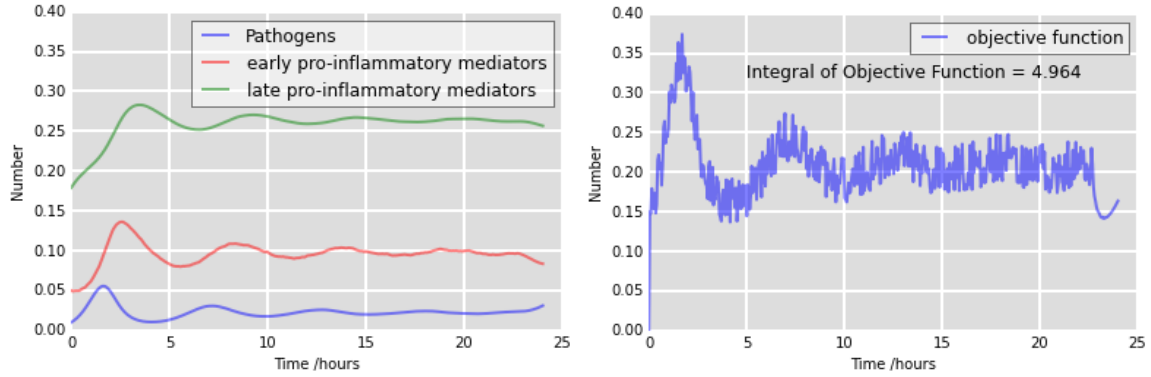 0.40
0.35
0.30
0.25
0.20
0.15
0.10
0.05
0.00
Number
0 5 10 15 20 25
Time /hours
Pathogens
early pro-inflammatory mediators
late pro-inflammatory mediators
0.40
0.35
0.30
0.25
0.20
0.15
0.10
0.05
0.00
Number
0 5 10 15 20 25
Time /hours
objective function
Integral of Objective Function = 4.964